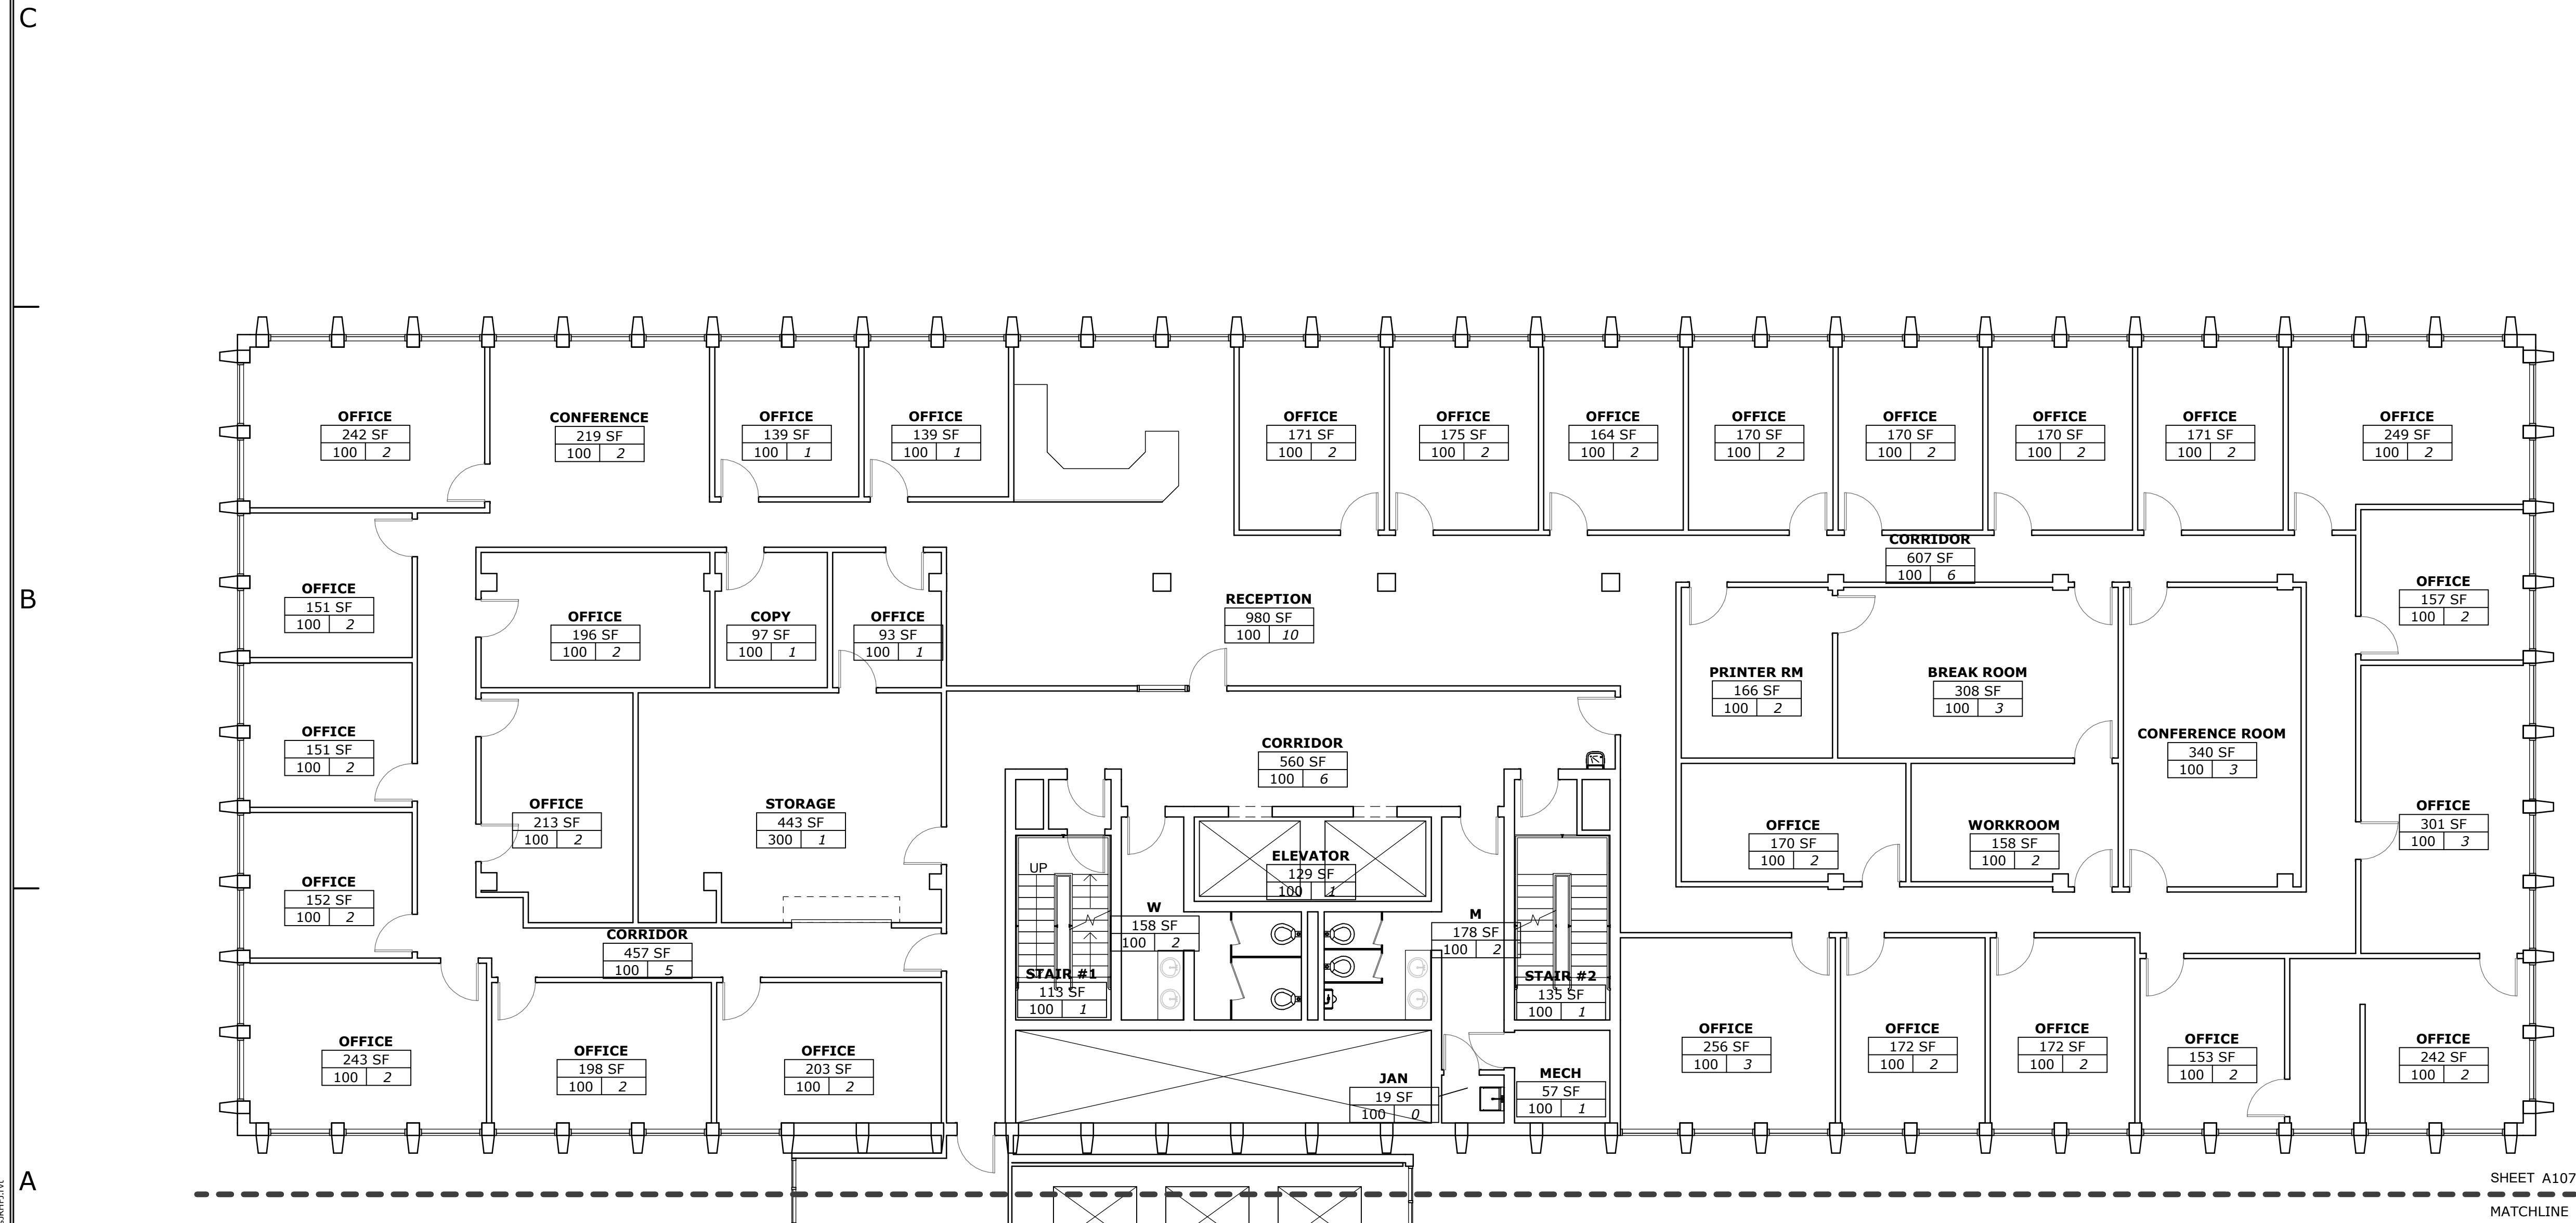 C
OFFICE
242 SF
100 2
CONFERENCE
219 SF
100 2
OFFICE
139 SF
100 1
OFFICE
139 SF
100 1
OFFICE
171 SF
100 2
OFFICE
175 SF
100 2
OFFICE
164 SF
100 2
OFFICE
170 SF
100 2
OFFICE
170 SF
100 2
OFFICE
170 SF
100 2
OFFICE
171 SF
100 2
OFFICE
249 SF
100 2
CORRIDOR
607 SF
100 6
B
OFFICE
151 SF
100 2
OFFICE
196 SF
100 2
COPY
97 SF
100 1
OFFICE
93 SF
100 1
RECEPTION
980 SF
100 10
OFFICE
157 SF
100 2
PRINTER RM
166 SF
100 2
BREAK ROOM
308 SF
100 3
OFFICE
151 SF
100 2
CORRIDOR
560 SF
100 6
CONFERENCE ROOM
340 SF
100 3
OFFICE
213 SF
100 2
STORAGE
443 SF
300 1
OFFICE
170 SF
100 2
WORKROOM
158 SF
100 2
OFFICE
301 SF
100 3
UP
ELEVATOR
129 SF
100 1
OFFICE
152 SF
100 2
W
158 SF
100 2
M
178 SF
100 2
CORRIDOR
457 SF
100 5
STAIR #1
113 SF
100 1
STAIR #2
135 SF
100 1
OFFICE
243 SF
100 2
OFFICE
198 SF
100 2
OFFICE
203 SF
100 2
JAN
19 SF
100 0
MECH
57 SF
100 1
OFFICE
256 SF
100 3
OFFICE
172 SF
100 2
OFFICE
172 SF
100 2
OFFICE
153 SF
100 2
OFFICE
242 SF
100 2
A
SHEET A107
MATCHLINE